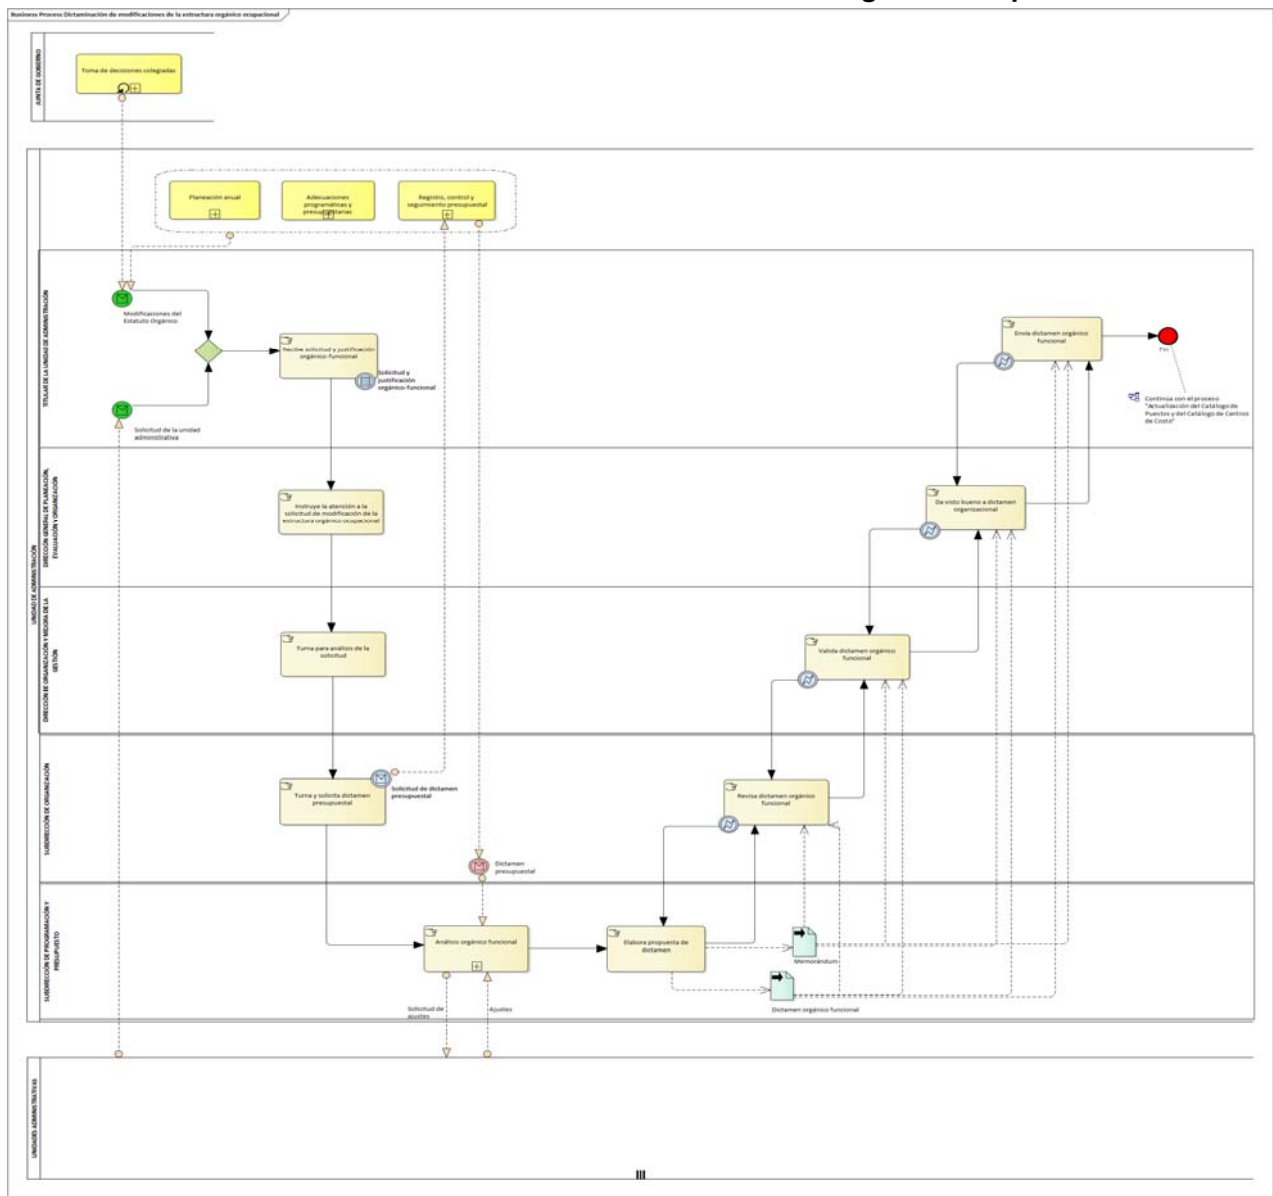 Business Process Dictaminación de modificaciones de la estructura orgánico ocupacional
JUNTA DE GOBIERNO
Toma de decisiones colegiadas
UNIDAD DE ADMINISTRACIÓN
Planeación anual
Adecuaciones
programáticas y
presupuestarias
Registro, control y
seguimiento presupuestal
TITULAR DE LA UNIDAD DE ADMINISTRACIÓN
Modificaciones del
Estatuto Orgánico
Recibe solicitud y justificación
orgánico-funcional
Solicitud y
justificación
orgánico-funcional
Solicitud de la unidad
administrativa
Envía dictamen orgánico
funcional
Fin
Continúa con el proceso
"Actualización del Catálogo de
Puestos y del Catálogo de Centros
de Costo"
DIRECCIÓN GENERAL DE PLANEACIÓN,
EVALUACIÓN Y ORGANIZACIÓN
Instruye la atención a la
solicitud de modificación de la
estructura orgánico ocupacional
Da visto bueno a dictamen
organizacional
DIRECCIÓN DE ORGANIZACIÓN Y MEJORA DE LA
GESTIÓN
Turna para análisis de la
solicitud
Valida dictamen orgánico
funcional
SUBDIRECCIÓN DE ORGANIZACIÓN
Turna y solicita dictamen
presupuestal
Solicitud de dictamen
presupuestal
Revisa dictamen orgánico
funcional
Dictamen
presupuestal
SUBDIRECCIÓN DE PROGRAMACIÓN Y
PRESUPUESTO
Análisis orgánico funcional
Elabora propuesta de
dictamen
Memorándum
Dictamen orgánico funcional
Solicitud de
ajustes
Ajustes
UNIDADES ADMINISTRATIVAS